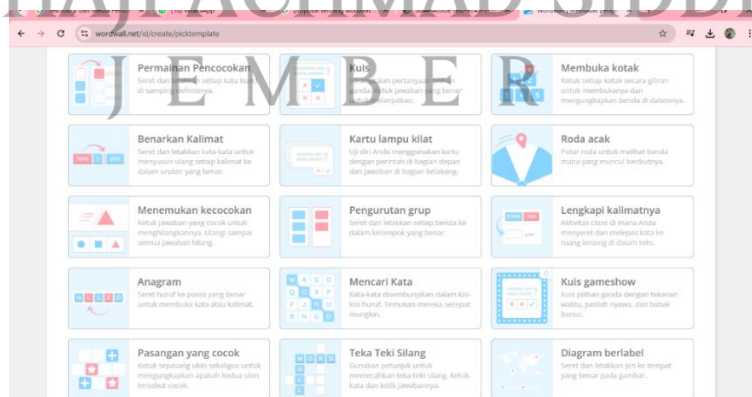 KIAI HAJI ACHMAD SIDDIQ
JEMBER
wordwall.net/id/create/picktemplate
Permainan Pencocokan
Seret dan letakkan setiap kata kunci
di samping definisinya.
Kuis
Serangkaian pertanyaan pilihan
ganda. Ketuk jawaban yang benar
untuk melanjutkan.
Membuka kotak
Ketuk setiap kotak secara giliran
untuk membukanya dan
mengungkapkan benda di dalamnya.
Benarkan Kalimat
Seret dan letakkan kata-kata untuk
menyusun ulang setiap kalimat ke
dalam urutan yang benar.
Kartu lampu kilat
Uji diri Anda menggunakan kartu
dengan perintah di bagian depan
dan jawaban di bagian belakang.
Roda acak
Putar roda untuk melihat benda
mana yang muncul berikutnya.
Menemukan kecocokan
Ketuk jawaban yang cocok untuk
menghilangkannya. Ulangi sampai
semua jawaban hilang.
Pengurutan grup
Seret dan letakkan setiap benda ke
dalam kelompok yang benar.
Lengkapi kalimatnya
Aktivitas cloze di mana Anda
menyeret dan melepas kata ke
ruang kosong di dalam teks.
Anagram
Seret huruf ke posisi yang benar
untuk membuka kata atau kalimat.
Mencari Kata
Kata-kata disembunyikan dalam kisi-
kisi huruf. Temukan mereka secepat
mungkin.
Kuis gameshow
Kuis pilihan ganda dengan tekanan
waktu, jumlah nyawa, dan babak
bonus.
Pasangan yang cocok
Ketuk sepasang ubin sekaligus untuk
mengungkapkan apakah kedua ubin
tersebut cocok.
Teka Teki Silang
Gunakan petunjuk untuk
memecahkan teka teki silang. Ketuk
kata dan ketik jawabannya.
Diagram berlabel
Seret dan letakkan pin ke tempat
yang benar pada gambar.